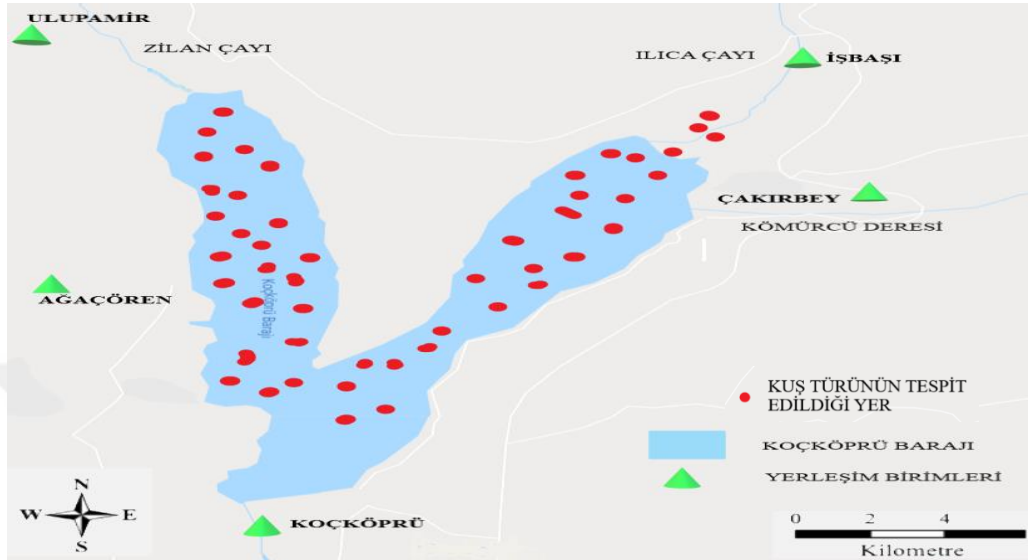 ULUPAMİR
ZİLAN ÇAYI
ILICA ÇAYI
İŞBAŞI
ÇAKIRBEY
KÖMÜRCÜ DERESİ
AĞAÇÖREN
Koçköprü Barajı
KUŞ TÜRÜNÜN TESPİT
EDİLDİĞİ YER
KOÇKÖPRÜ BARAJI
YERLEŞİM BİRİMLERİ
N
W E
S
KOÇKÖPRÜ
0 2 4
Kilometre